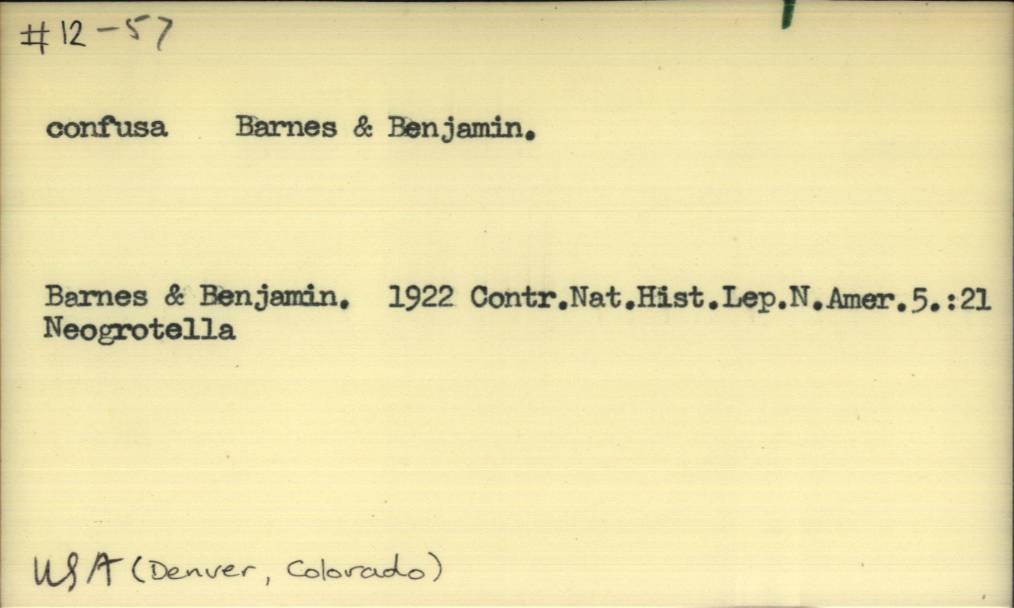 #12-57
confusa Barnes & Benjamin.
Barnes & Benjamin. 1922 Contr.Nat.Hist.Lep.N.Amer.5.:21
Neogrotella
USA (Denver, Colorado)